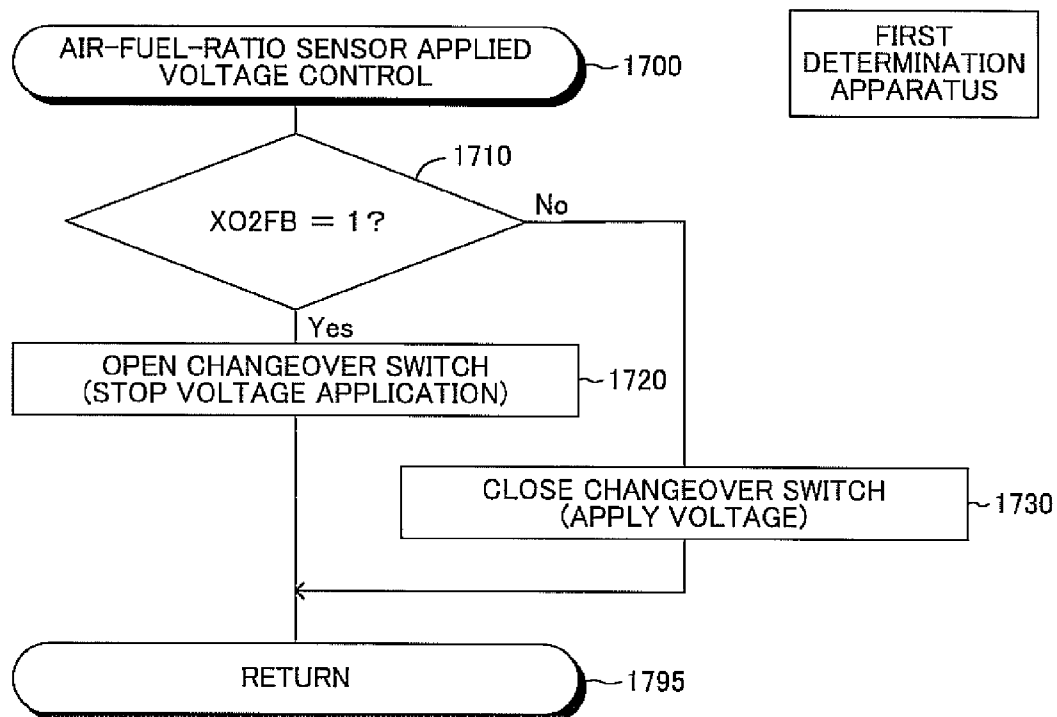 AIR-FUEL-RATIO SENSOR APPLIED
VOLTAGE CONTROL
1700
FIRST
DETERMINATION
APPARATUS
1710
XO2FB = 1?
No
Yes
OPEN CHANGEOVER SWITCH
(STOP VOLTAGE APPLICATION)
1720
CLOSE CHANGEOVER SWITCH
(APPLY VOLTAGE)
1730
RETURN
1795